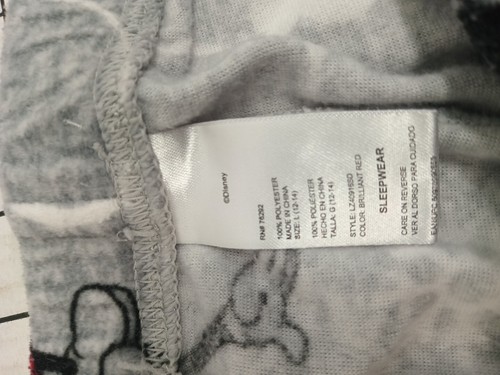 ©Disney
RN# 76292
100% POLYESTER
MADE IN CHINA
SIZE: L (12-14)
100% POLIÉSTER
HECHO EN CHINA
TALLA: G (12-14)
COLOR: BRILLIANT RED
SLEEPWEAR
CARE ON REVERSE
VER AL DORSO PARA CUIDADO